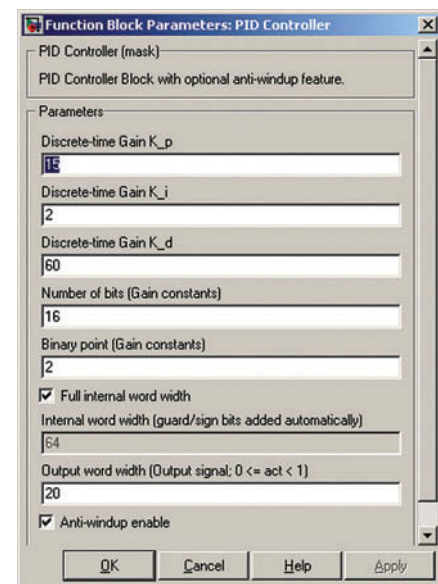 Function Block Parameters: PID Controller
PID Controller (mask)
PID Controller Block with optional anti-windup feature.
Parameters
Discrete-time Gain K_p
15
Discrete-time Gain K_i
2
Discrete-time Gain K_d
60
Number of bits (Gain constants)
16
Binary point (Gain constants)
2
Full internal word width
Internal word width (guard/sign bits added automatically)
64
Output word width (Output signal; 0 <= act < 1)
20
Anti-windup enable
OK Cancel Help Apply